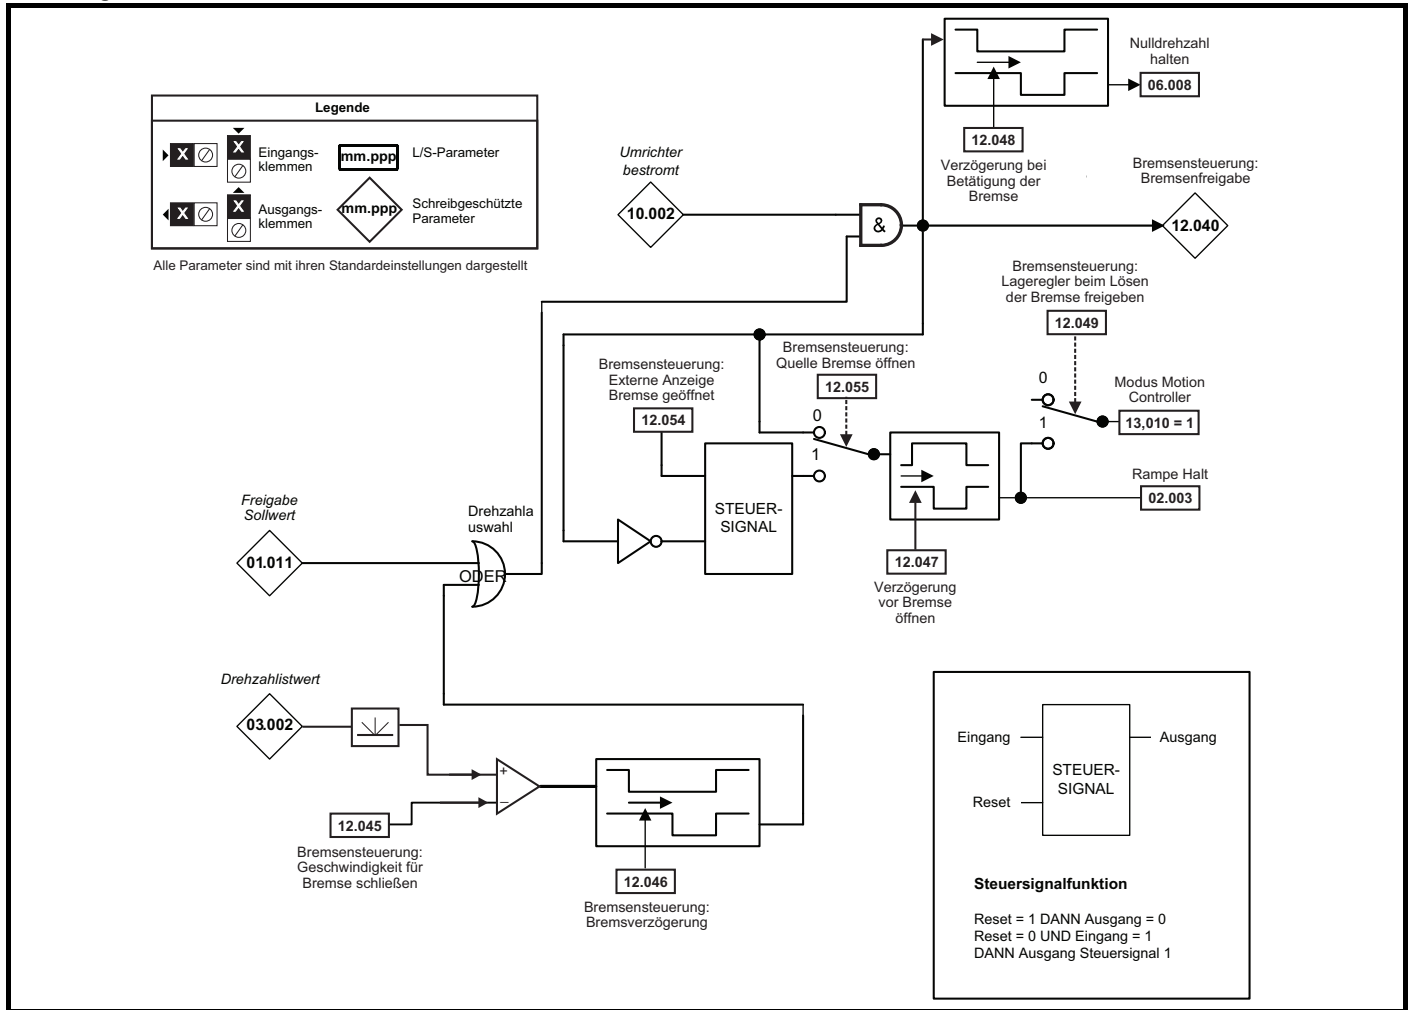 Legende
X
X
Eingangs-
klemmen
mm.ppp
L/S-Parameter
X
X
Ausgangs-
klemmen
mm.ppp
Schreibgeschützte
Parameter
Alle Parameter sind mit ihren Standardeinstellungen dargestellt
Nulldrehzahl
halten
06.008
12.048
Verzögerung bei
Betätigung der
Bremse
Umrichter
bestromt
10.002
&
Bremsensteuerung:
Bremsenfreigabe
12.040
Bremsensteuerung:
Lageregler beim Lösen
der Bremse freigeben
12.049
0
1
Modus Motion
Controller
13,010 = 1
Bremsensteuerung:
Externe Anzeige
Bremse geöffnet
12.054
Bremsensteuerung:
Quelle Bremse öffnen
12.055
0
1
STEUER-
SIGNAL
Rampe Halt
02.003
12.047
Verzögerung
vor Bremse
öffnen
Freigabe
Sollwert
01.011
Drehzahla
uswahl
ODER
Drehzahlistwert
03.002
+
–
12.045
Bremsensteuerung:
Geschwindigkeit für
Bremse schließen
12.046
Bremsensteuerung:
Bremsverzögerung
Eingang
Reset
STEUER-
SIGNAL
Ausgang
Steuersignalfunktion
Reset = 1 DANN Ausgang = 0
Reset = 0 UND Eingang = 1
DANN Ausgang Steuersignal 1